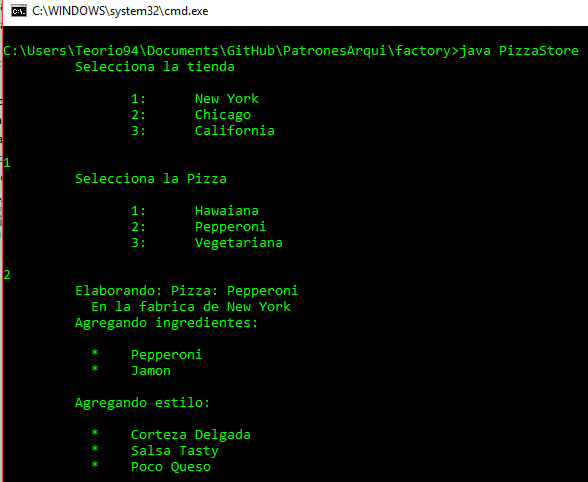 C:\WINDOWS\system32\cmd.exe
C:\Users\Teorio94\Documents\GitHub\PatronesArqui\factory>java PizzaStore
Selecciona la tienda
1: New York
2: Chicago
3: California
1
Selecciona la Pizza
1: Hawaiana
2: Pepperoni
3: Vegetariana
2
Elaborando: Pizza: Pepperoni
En la fabrica de New York
Agregando ingredientes:
* Pepperoni
* Jamon
Agregando estilo:
* Corteza Delgada
* Salsa Tasty
* Poco Queso